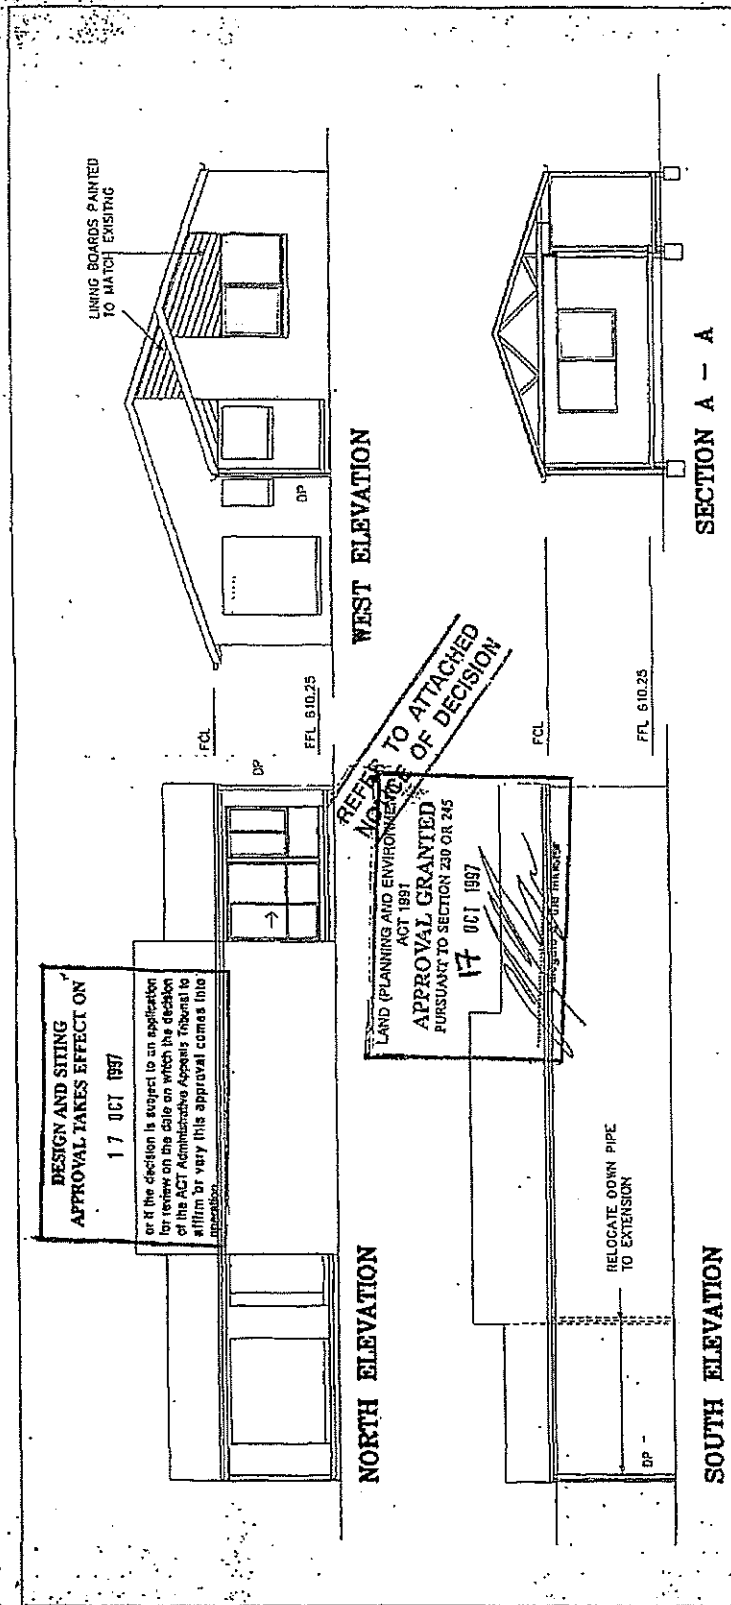 LINING BOARDS PAINTED
TO MATCH EXISITNG
DP
WEST ELEVATION
FCL
FFL 610.25
DP
DESIGN AND SITING
APPROVAL TAKES EFFECT ON
17 OCT 1997
or if the decision is subject to an application
for review on the date on which the decision
of the ACT Administrative Appeals Tribunal to
affirm or vary this approval comes into
operation
NORTH ELEVATION
REFER TO ATTACHED
NOTICE OF DECISION
LAND (PLANNING AND ENVIRONMENT)
ACT 1991
APPROVAL GRANTED
PURSUANT TO SECTION 230 OR 245
17 OCT 1997
FCL
FFL 610.25
SECTION A - A
RELOCATE DOWN PIPE
TO EXTENSION
DP -
SOUTH ELEVATION